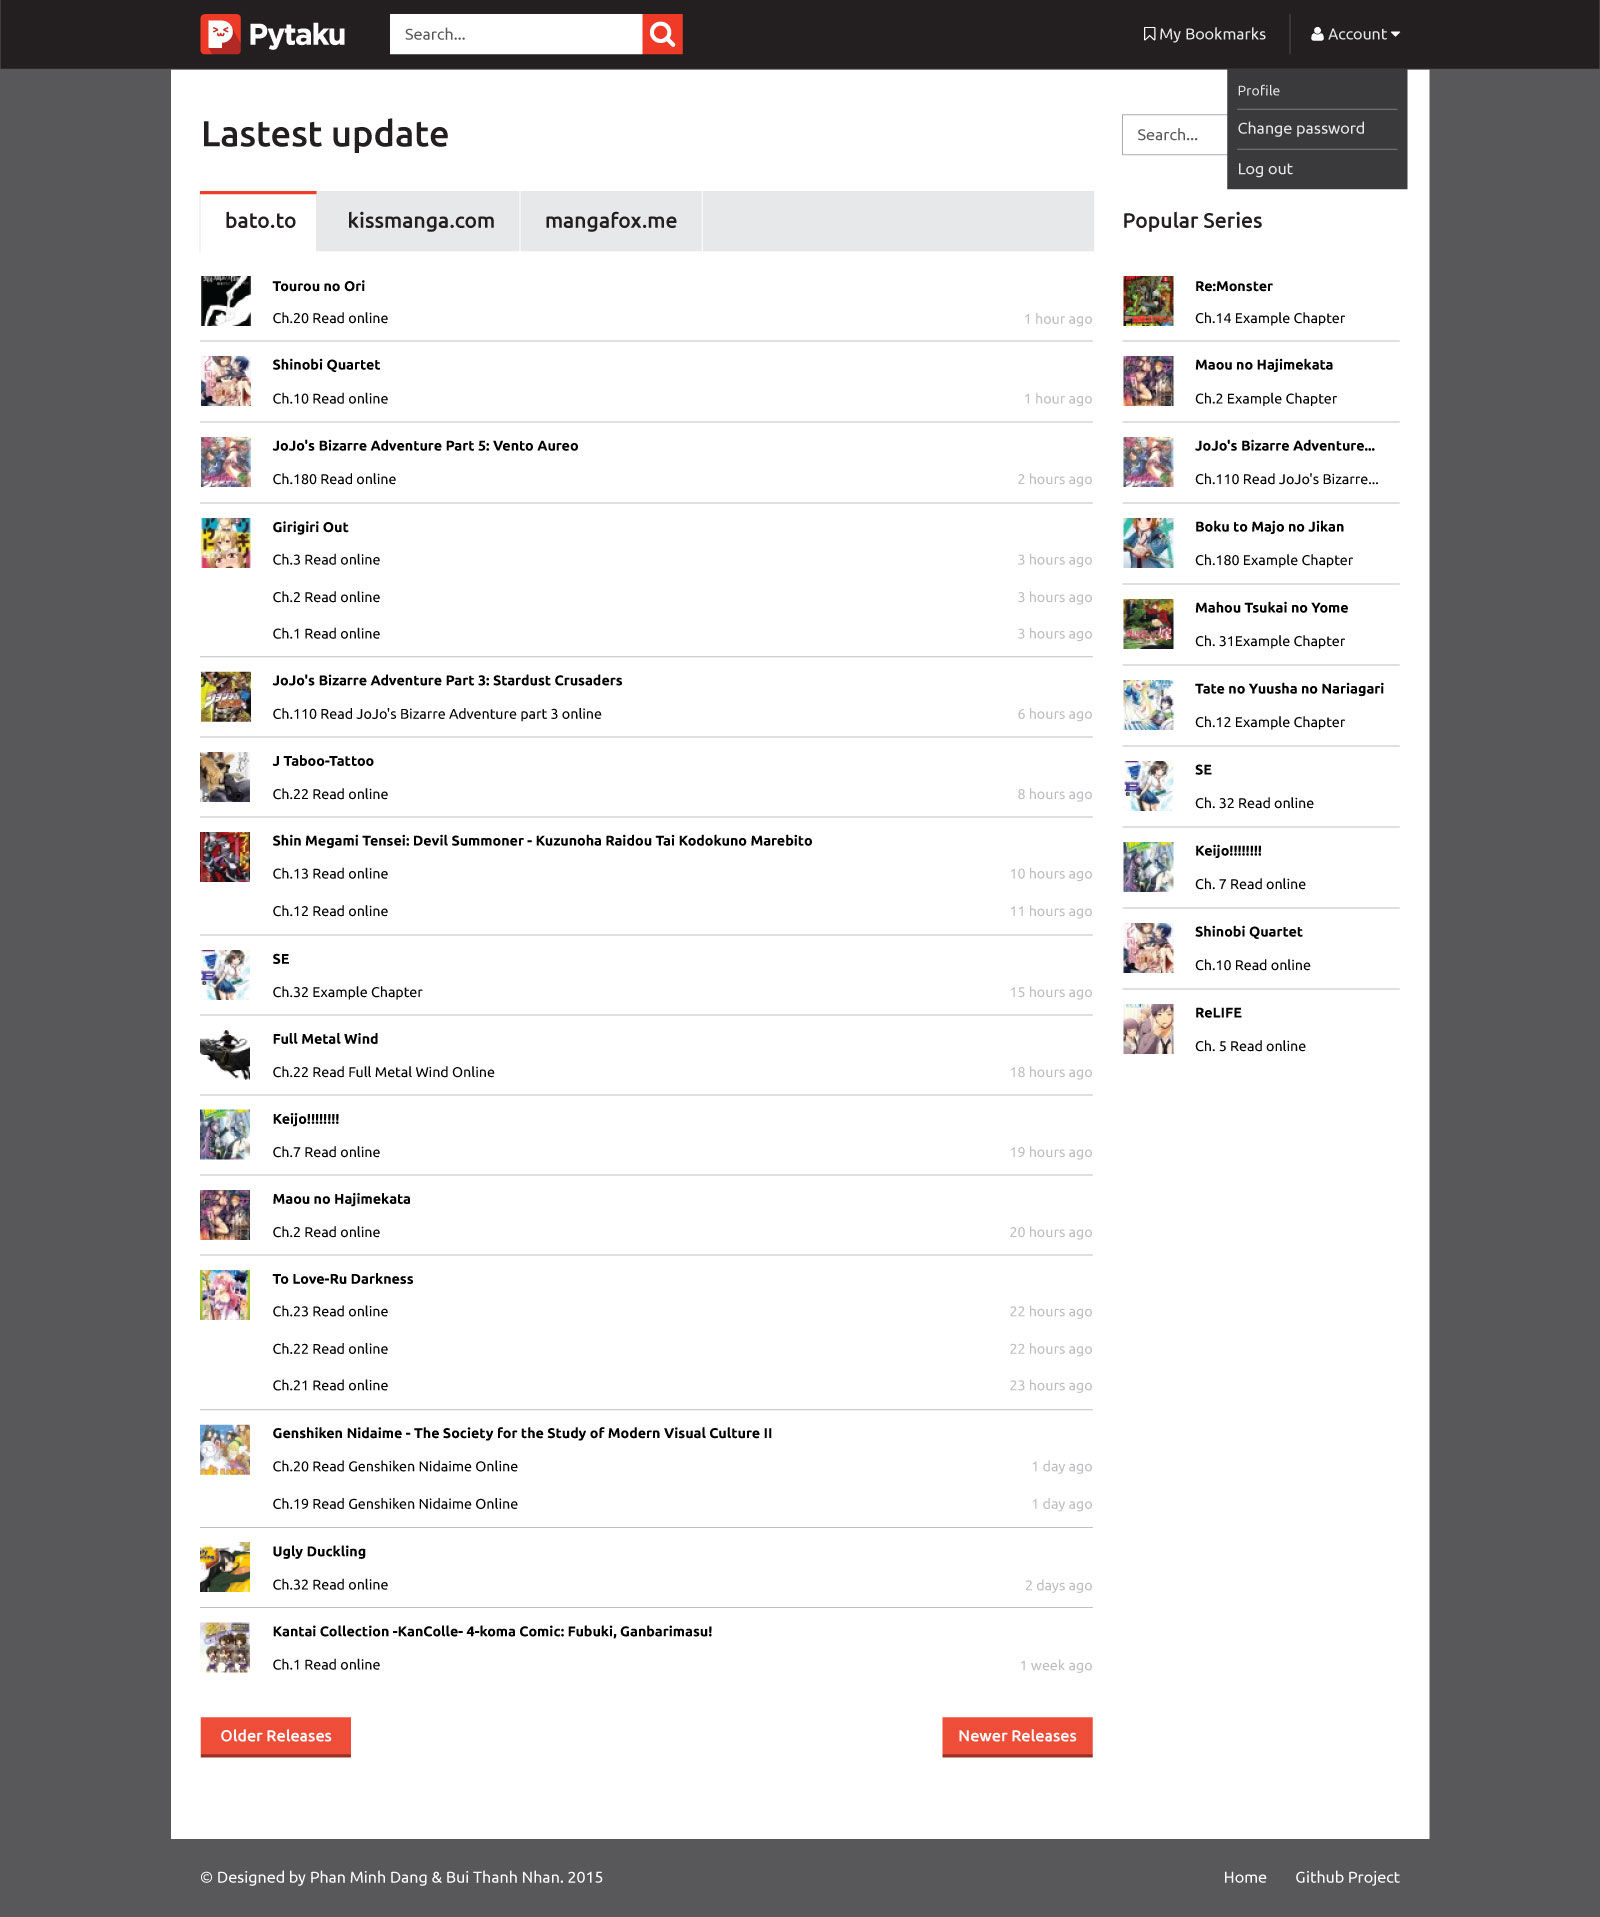 Pytaku
Search...
My Bookmarks
Account
Profile
Change password
Log out
Lastest update
Search...
bato.to
kissmanga.com
mangafox.me
Tourou no Ori
Ch.20 Read online
1 hour ago
Shinobi Quartet
Ch.10 Read online
1 hour ago
JoJo's Bizarre Adventure Part 5: Vento Aureo
Ch.180 Read online
2 hours ago
Girigiri Out
Ch.3 Read online
3 hours ago
Ch.2 Read online
3 hours ago
Ch.1 Read online
3 hours ago
JoJo's Bizarre Adventure Part 3: Stardust Crusaders
Ch.110 Read JoJo's Bizarre Adventure part 3 online
6 hours ago
J Taboo-Tattoo
Ch.22 Read online
8 hours ago
Shin Megami Tensei: Devil Summoner - Kuzunoha Raidou Tai Kodokuno Marebito
Ch.13 Read online
10 hours ago
Ch.12 Read online
11 hours ago
SE
Ch.32 Example Chapter
15 hours ago
Full Metal Wind
Ch.22 Read Full Metal Wind Online
18 hours ago
Keijo!!!!!!!!
Ch.7 Read online
19 hours ago
Maou no Hajimekata
Ch.2 Read online
20 hours ago
To Love-Ru Darkness
Ch.23 Read online
22 hours ago
Ch.22 Read online
22 hours ago
Ch.21 Read online
23 hours ago
Genshiken Nidaime - The Society for the Study of Modern Visual Culture II
Ch.20 Read Genshiken Nidaime Online
1 day ago
Ch.19 Read Genshiken Nidaime Online
1 day ago
Ugly Duckling
Ch.32 Read online
2 days ago
Kantai Collection -KanColle- 4-koma Comic: Fubuki, Ganbarimasu!
Ch.1 Read online
1 week ago
Older Releases
Newer Releases
Popular Series
Re:Monster
Ch.14 Example Chapter
Maou no Hajimekata
Ch.2 Example Chapter
JoJo's Bizarre Adventure...
Ch.110 Read JoJo's Bizarre...
Boku to Majo no Jikan
Ch.180 Example Chapter
Mahou Tsukai no Yome
Ch. 31Example Chapter
Tate no Yuusha no Nariagari
Ch.12 Example Chapter
SE
Ch. 32 Read online
Keijo!!!!!!!!
Ch. 7 Read online
Shinobi Quartet
Ch.10 Read online
ReLIFE
Ch. 5 Read online
© Designed by Phan Minh Dang & Bui Thanh Nhan. 2015
Home
Github Project